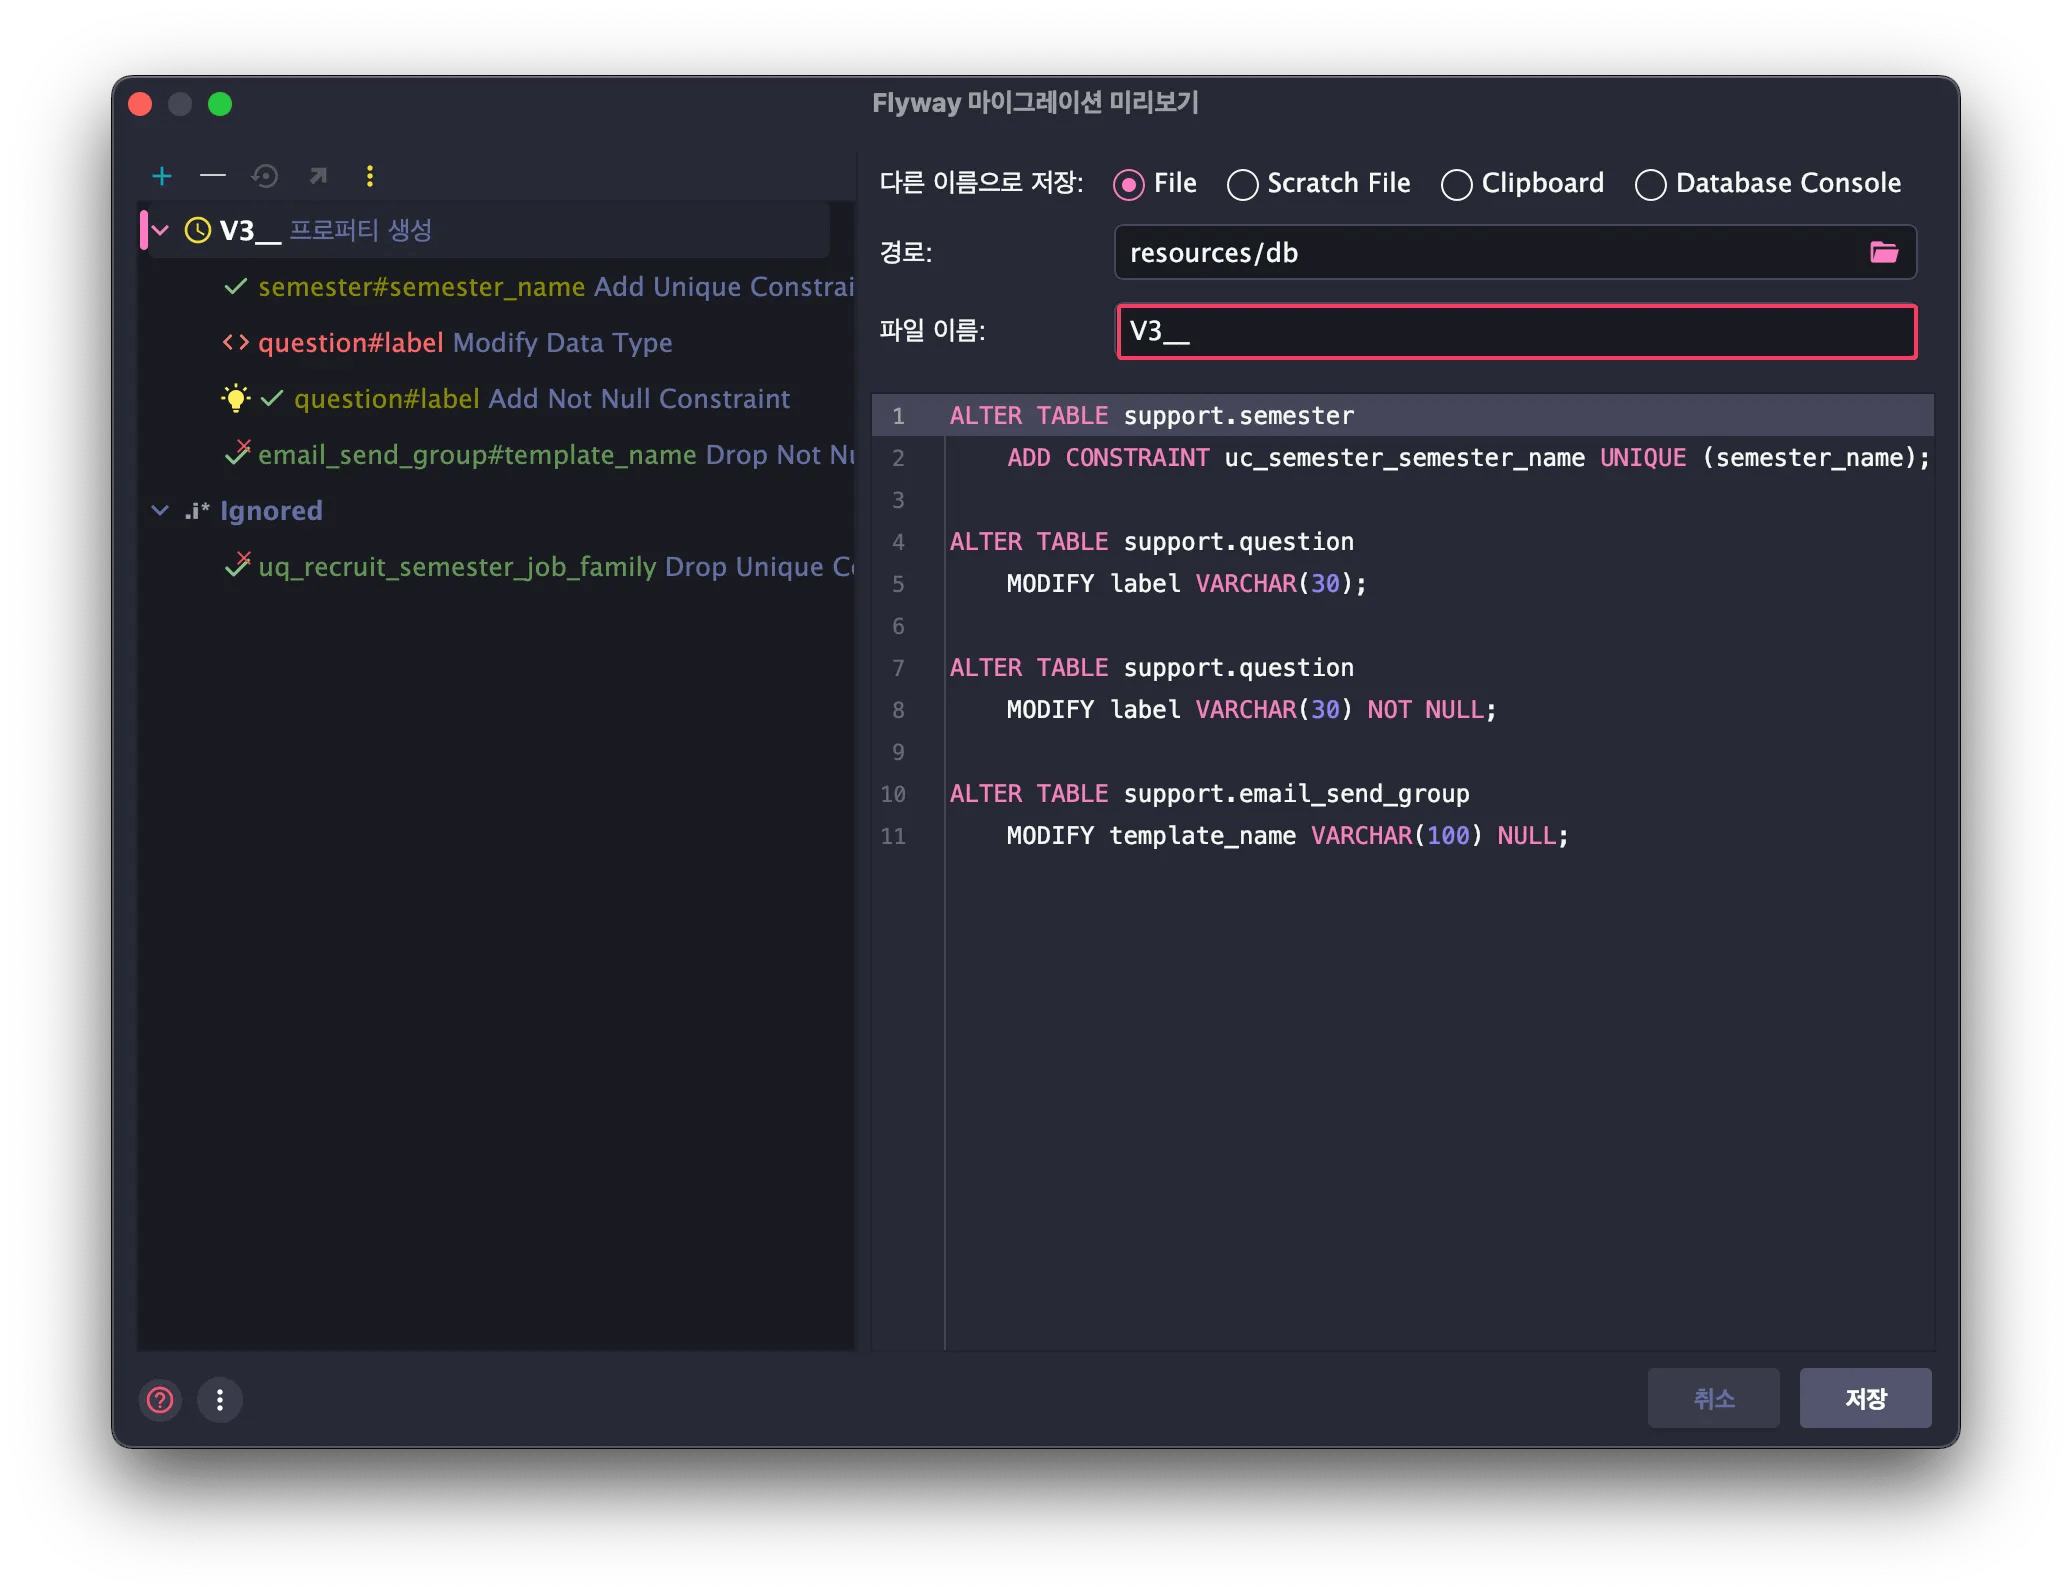 Flyway 마이그레이션 미리보기
V3__ 프로퍼티 생성
semester#semester_name Add Unique Constrai
question#label Modify Data Type
question#label Add Not Null Constraint
email_send_group#template_name Drop Not Nu
.i* Ignored
uq_recruit_semester_job_family Drop Unique Co
다른 이름으로 저장: File Scratch File Clipboard Database Console
경로: resources/db
파일 이름: V3__
1 ALTER TABLE support.semester
2 ADD CONSTRAINT uc_semester_semester_name UNIQUE (semester_name);
3
4 ALTER TABLE support.question
5 MODIFY label VARCHAR(30);
6
7 ALTER TABLE support.question
8 MODIFY label VARCHAR(30) NOT NULL;
9
10 ALTER TABLE support.email_send_group
11 MODIFY template_name VARCHAR(100) NULL;
취소 저장